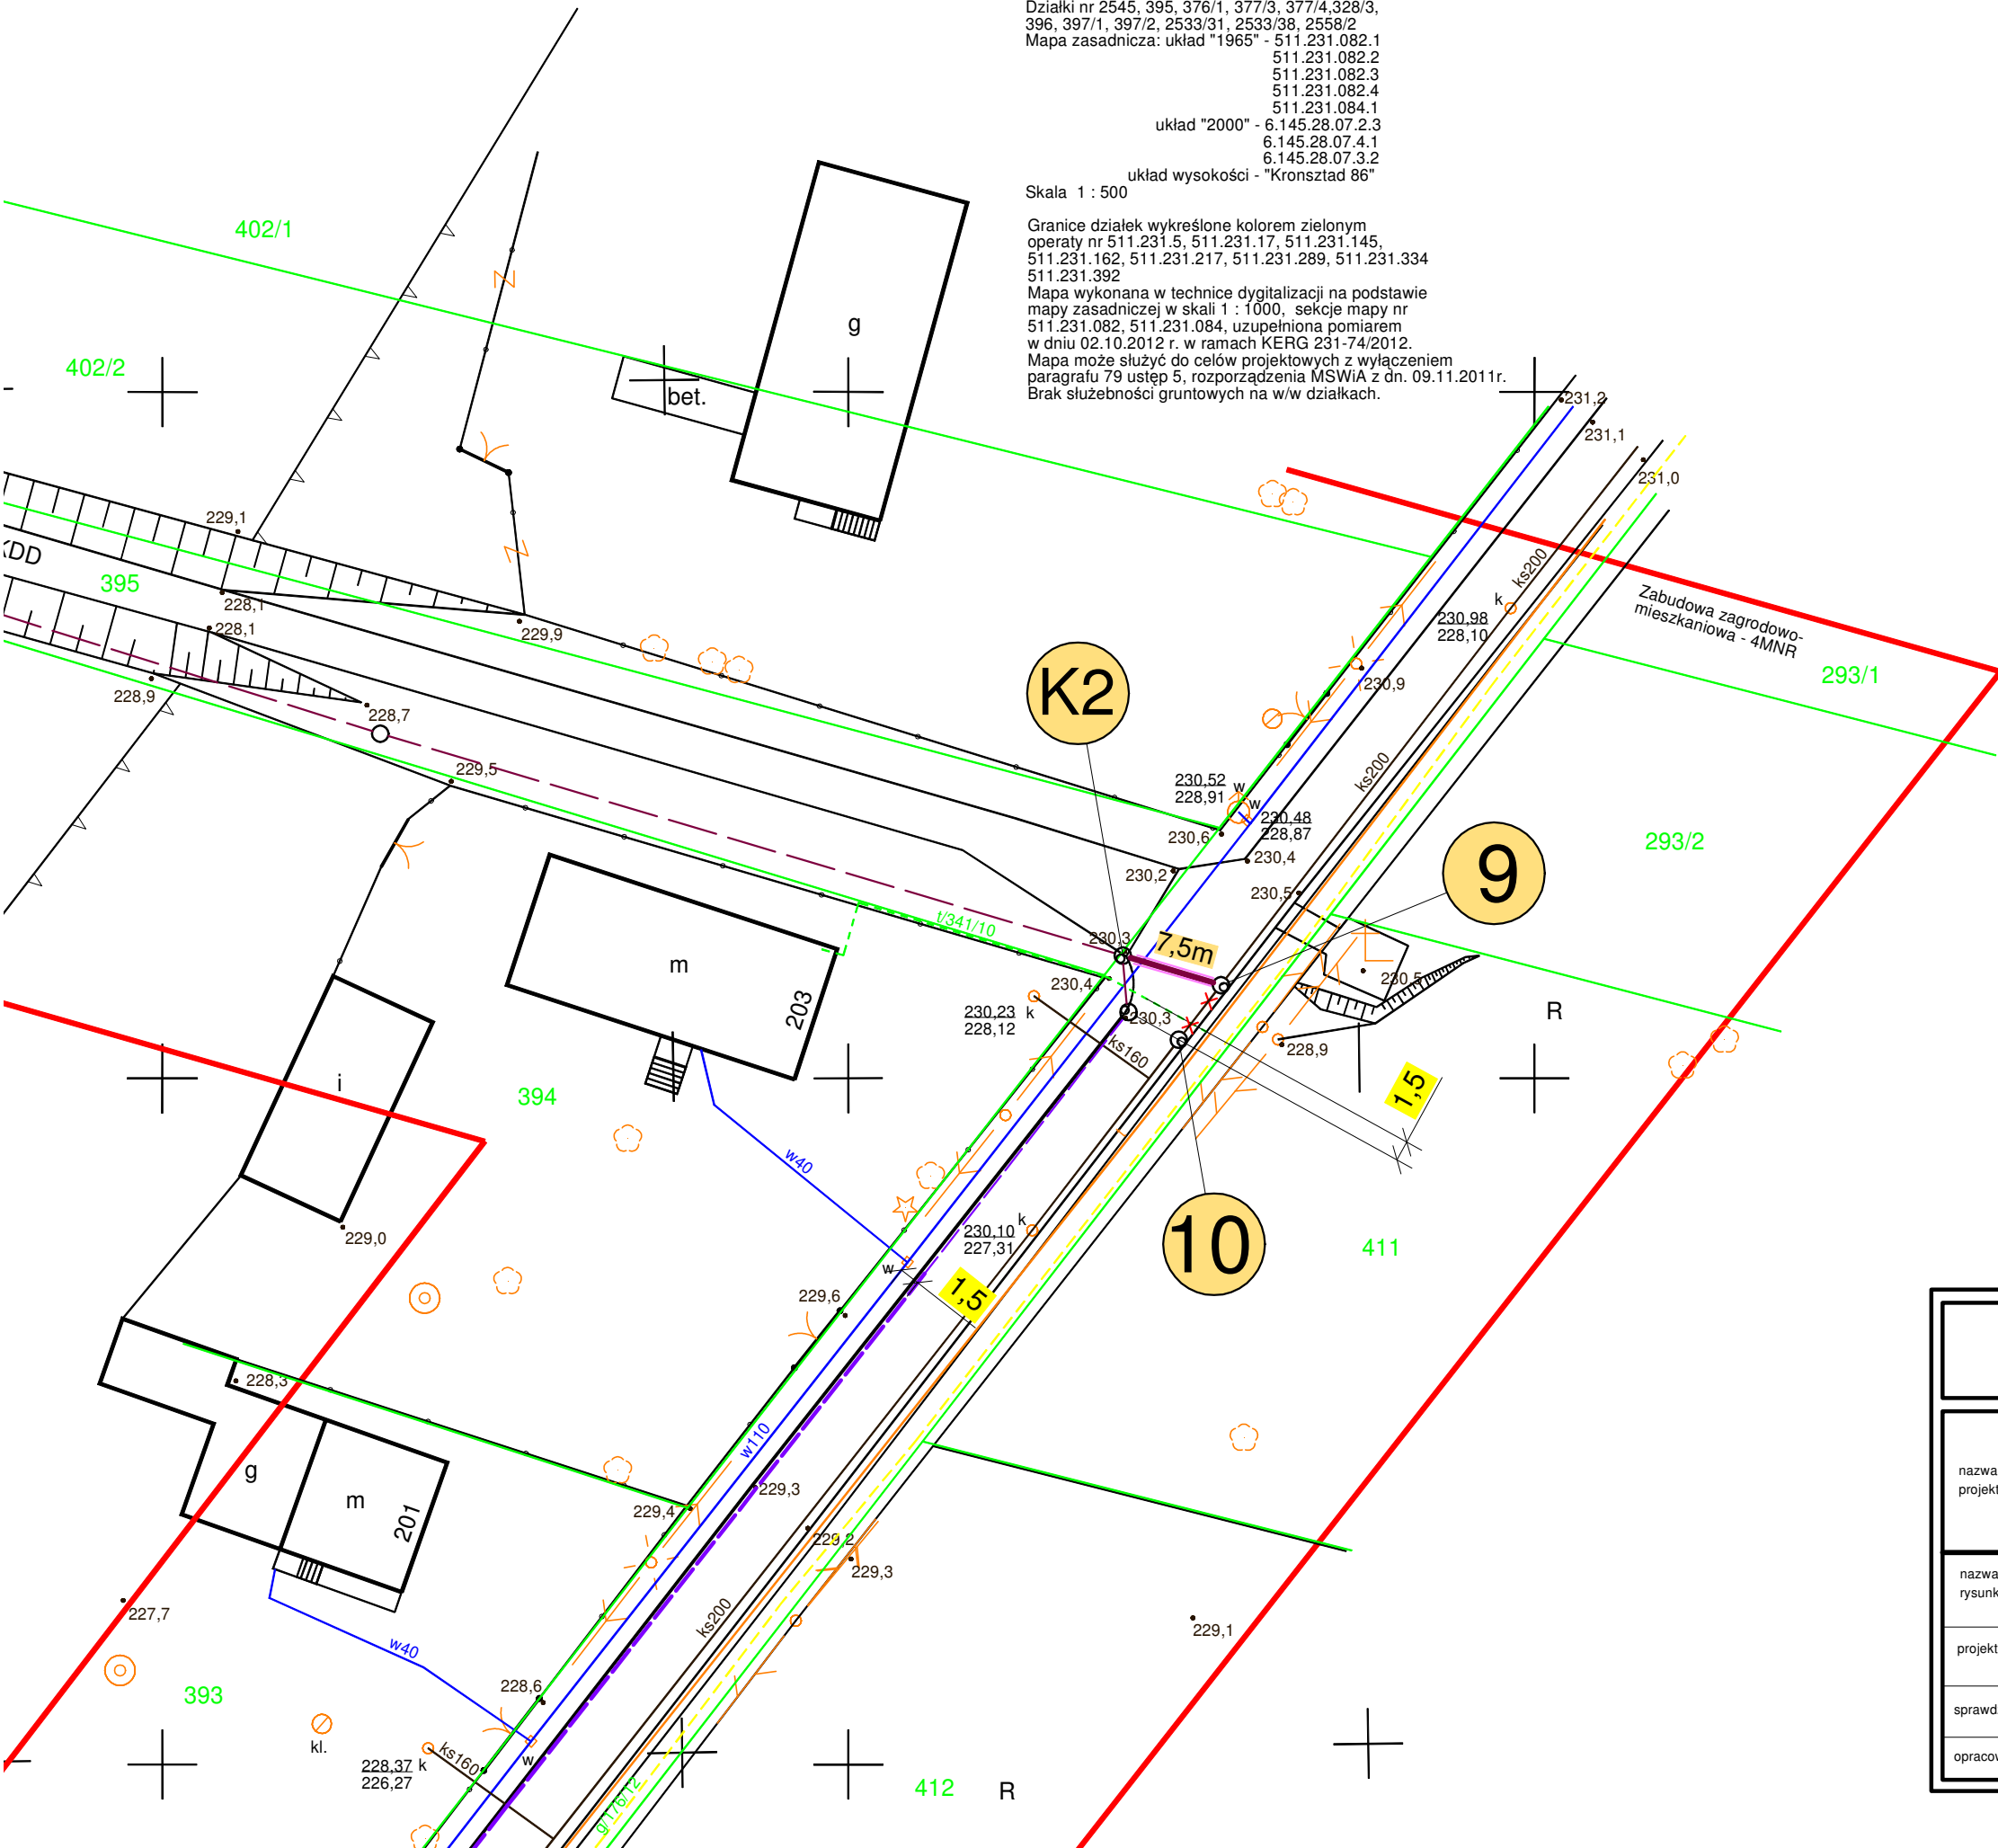 Działki nr 2545, 395, 376/1, 377/3, 377/4,328/3,
396, 397/1, 397/2, 2533/31, 2533/38, 2558/2
Mapa zasadnicza: układ "1965" - 511.231.082.1
511.231.082.2
511.231.082.3
511.231.082.4
511.231.084.1
układ "2000" - 6.145.28.07.2.3
6.145.28.07.4.1
6.145.28.07.3.2
układ wysokości - "Kronsztad 86"
Skala 1 : 500
Granice działek wykreślone kolorem zielonym
operaty nr 511.231.5, 511.231.17, 511.231.145,
511.231.162, 511.231.217, 511.231.289, 511.231.334
511.231.392
Mapa wykonana w technice dygitalizacji na podstawie
mapy zasadniczej w skali 1 : 1000, sekcje mapy nr
511.231.082, 511.231.084, uzupełniona pomiarem
w dniu 02.10.2012 r. w ramach KERG 231-74/2012.
Mapa może służyć do celów projektowych z wyłączeniem
paragrafu 79 ustęp 5, rozporządzenia MSWiA z dn. 09.11.2011r.
Brak służebności gruntowych na w/w działkach.
402/1
402/2
g
bet.
231,2
231,1
231,0
229,1
KDD
395
228,1
228,1
229,9
228,9
228,7
229,5
ks200
k
230,98
228,10
Zabudowa zagrodowo-
mieszkaniowa - 4MNR
293/1
230,9
K2
ks200
230,52
228,91
w
w
230,48
228,87
230,6
230,4
230,2
230,5
293/2
9
t/341/10
230,3
7,5m
230,5
m
203
230,4
230,23 k
228,12
230,3
ks160
228,9
R
1,5
i
394
w40
230,10 k
227,31
10
411
229,0
w
1,5
229,6
228,3
w110
g
m
201
229,4
229,3
229,2
229,3
227,7
w40
ks200
229,1
393
228,6
kl.
228,37 k
226,27
ks160
w
g/176/12
412
R
nazwa
projekt
nazwa
rysunk
projekt
sprawd
opracow